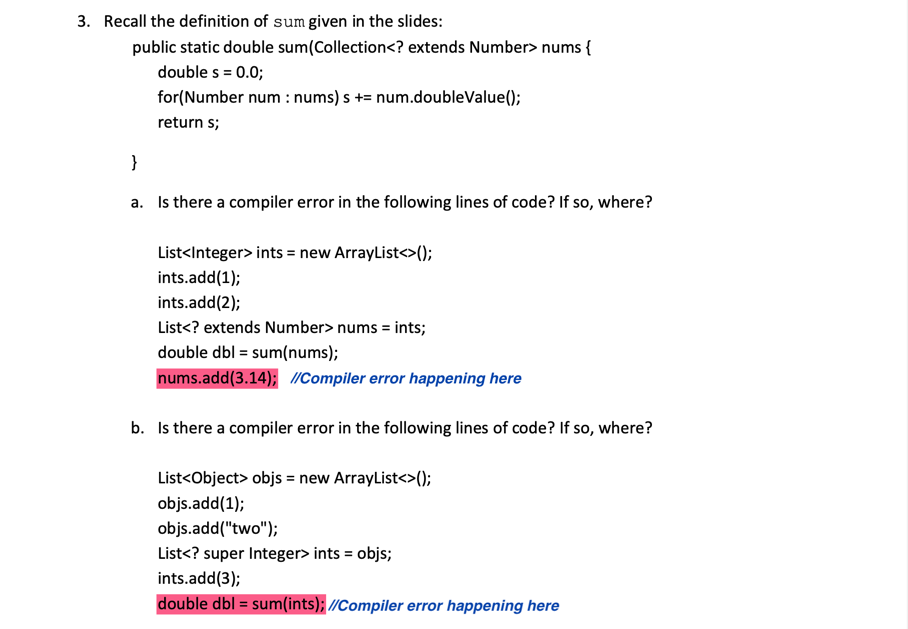 3. Recall the definition of sum given in the slides:
public static double sum(Collection<? extends Number> nums {
double s = 0.0;
for(Number num : nums) s += num.doubleValue();
return s;
}
a. Is there a compiler error in the following lines of code? If so, where?
List<Integer> ints = new ArrayList<>();
ints.add(1);
ints.add(2);
List<? extends Number> nums = ints;
double dbl = sum(nums);
nums.add(3.14); //Compiler error happening here
b. Is there a compiler error in the following lines of code? If so, where?
List<Object> objs = new ArrayList<>();
objs.add(1);
objs.add("two");
List<? super Integer> ints = objs;
ints.add(3);
double dbl = sum(ints); //Compiler error happening here